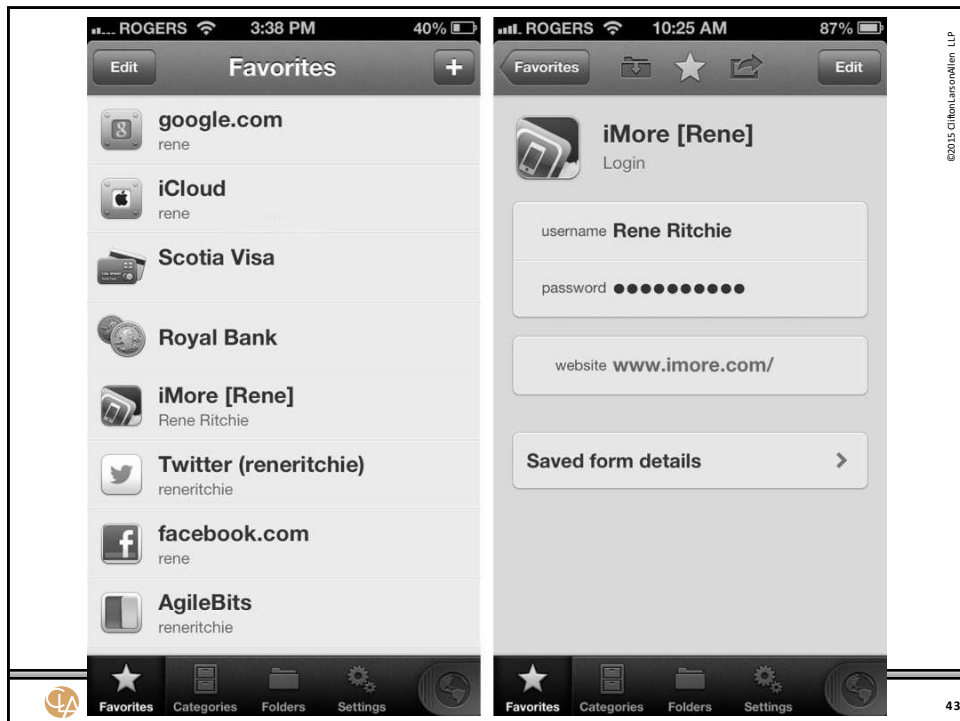 ROGERS 3:38 PM 40%
Edit Favorites +
google.com
rene
iCloud
rene
Scotia Visa
Royal Bank
iMore [Rene]
Rene Ritchie
Twitter (reneritchie)
reneritchie
facebook.com
rene
AgileBits
reneritchie
Favorites Categories Folders Settings
ROGERS 10:25 AM 87%
Favorites Edit
iMore [Rene]
Login
username Rene Ritchie
password ●●●●●●●●●●
website www.imore.com/
Saved form details
Favorites Categories Folders Settings
©2015 CliftonLarsonAllen LLP
CLA
43